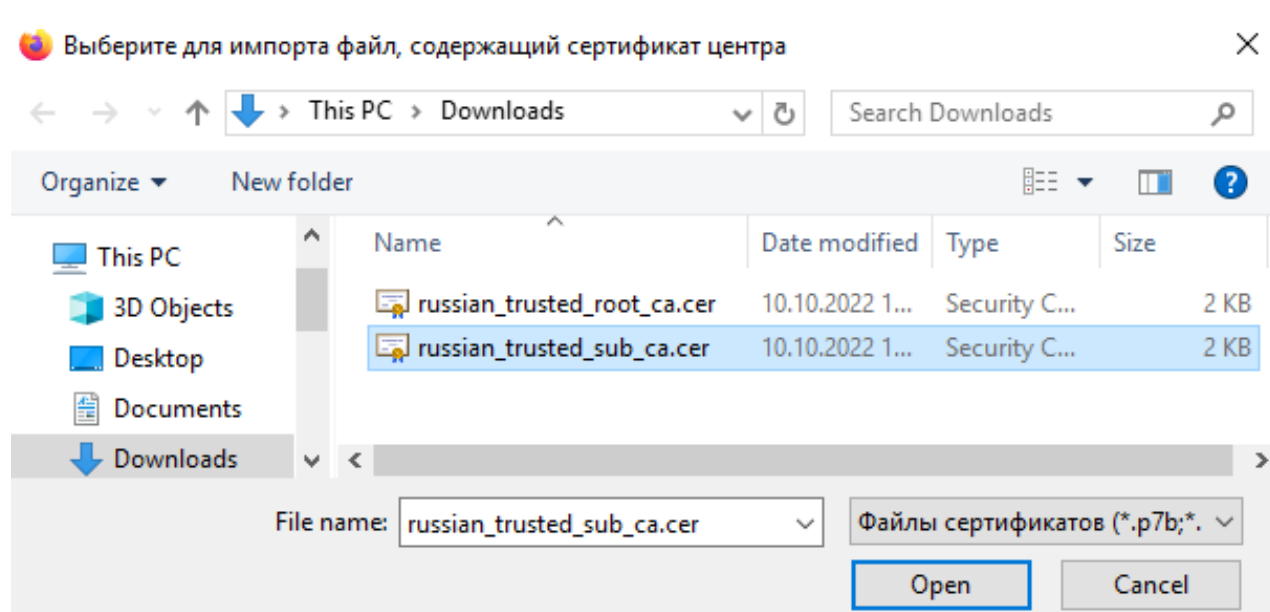 Выберите для импорта файл, содержащий сертификат центра
This PC > Downloads
Search Downloads
Organize
New folder
Name Date modified Type Size
This PC
3D Objects
Desktop
Documents
Downloads
russian_trusted_root_ca.cer 10.10.2022 1... Security C... 2 KB
russian_trusted_sub_ca.cer 10.10.2022 1... Security C... 2 KB
File name: russian_trusted_sub_ca.cer
Файлы сертификатов (*.p7b;*.
Open
Cancel